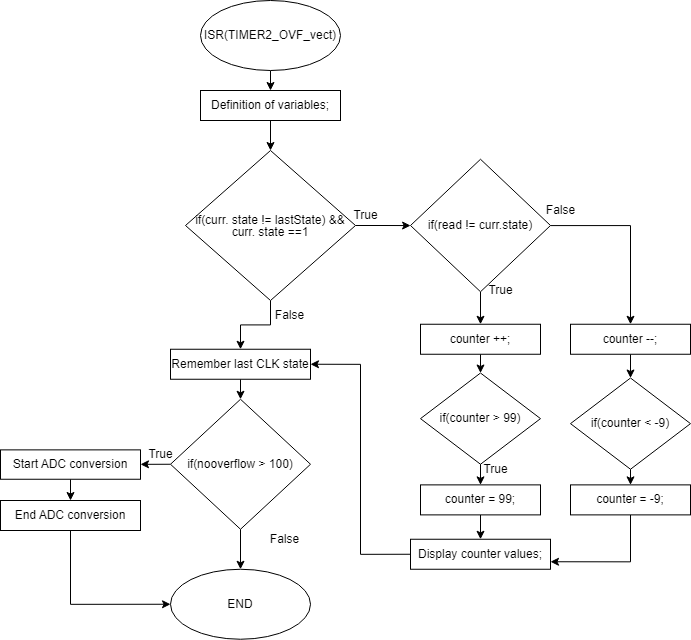 ISR(TIMER2_OVF_vect)
Definition of variables;
if(curr. state != lastState) &&
curr. state ==1
True
if(read != curr.state)
False
True
False
counter ++;
counter --;
Remember last CLK state
if(counter > 99)
if(counter < -9)
True
if(nooverflow > 100)
True
Start ADC conversion
counter = 99;
counter = -9;
End ADC conversion
False
Display counter values;
END